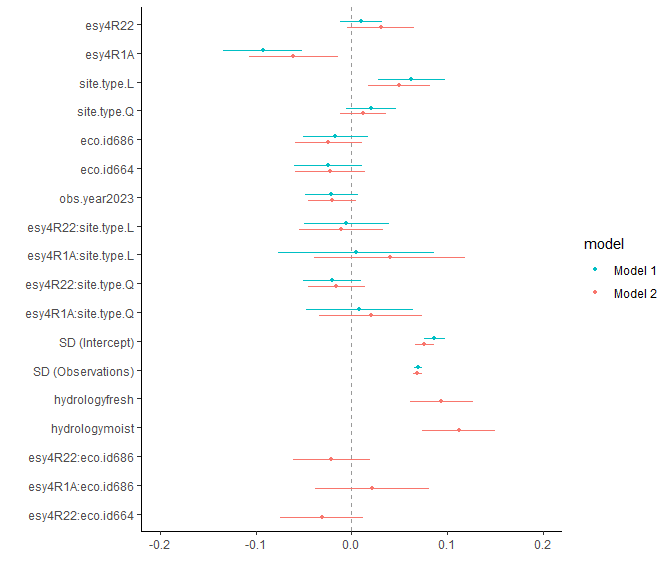 esy4R22
esy4R1A
site.type.L
site.type.Q
eco.id686
eco.id664
obs.year2023
esy4R22:site.type.L
esy4R1A:site.type.L
esy4R22:site.type.Q
esy4R1A:site.type.Q
SD (Intercept)
SD (Observations)
hydrologyfresh
hydrologymoist
esy4R22:eco.id686
esy4R1A:eco.id686
esy4R22:eco.id664
-0.2 -0.1 0.0 0.1 0.2
model
Model 1
Model 2